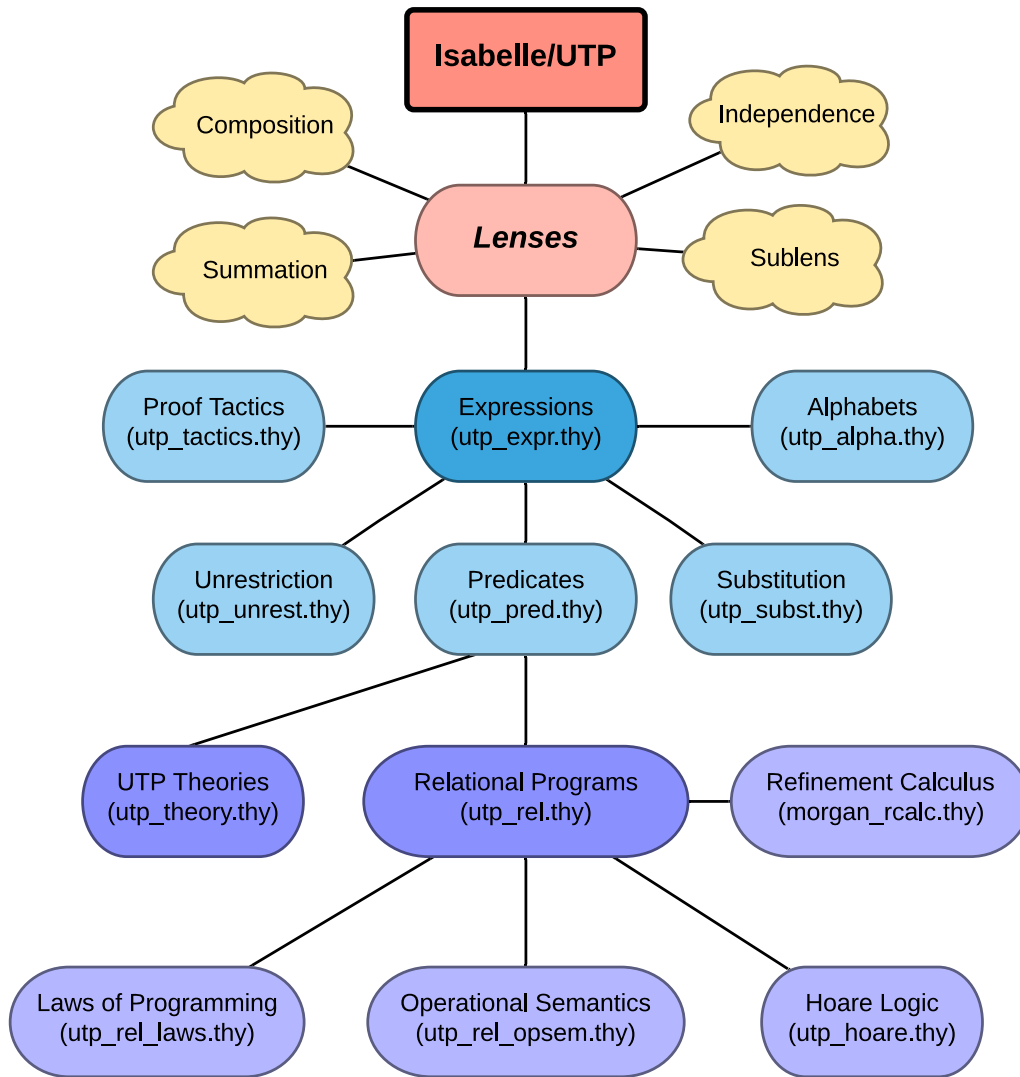 Isabelle/UTP
Composition
Independence
Lenses
Summation
Sublens
Proof Tactics
(utp_tactics.thy)
Expressions
(utp_expr.thy)
Alphabets
(utp_alpha.thy)
Unrestriction
(utp_unrest.thy)
Predicates
(utp_pred.thy)
Substitution
(utp_subst.thy)
UTP Theories
(utp_theory.thy)
Relational Programs
(utp_rel.thy)
Refinement Calculus
(morgan_rcalc.thy)
Laws of Programming
(utp_rel_laws.thy)
Operational Semantics
(utp_rel_opsem.thy)
Hoare Logic
(utp_hoare.thy)